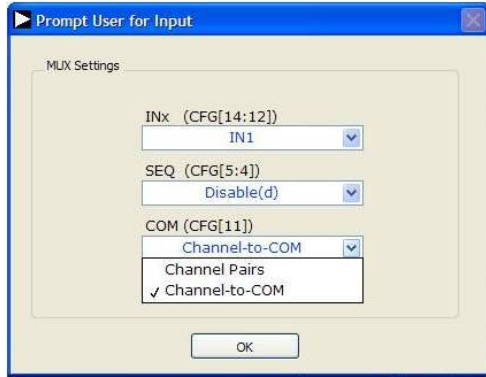 Prompt User for Input
MUX Settings
INx (CFG[14:12])
IN1
SEQ (CFG[5:4])
Disable(d)
COM (CFG[11])
Channel-to-COM
Channel Pairs
✓ Channel-to-COM
OK